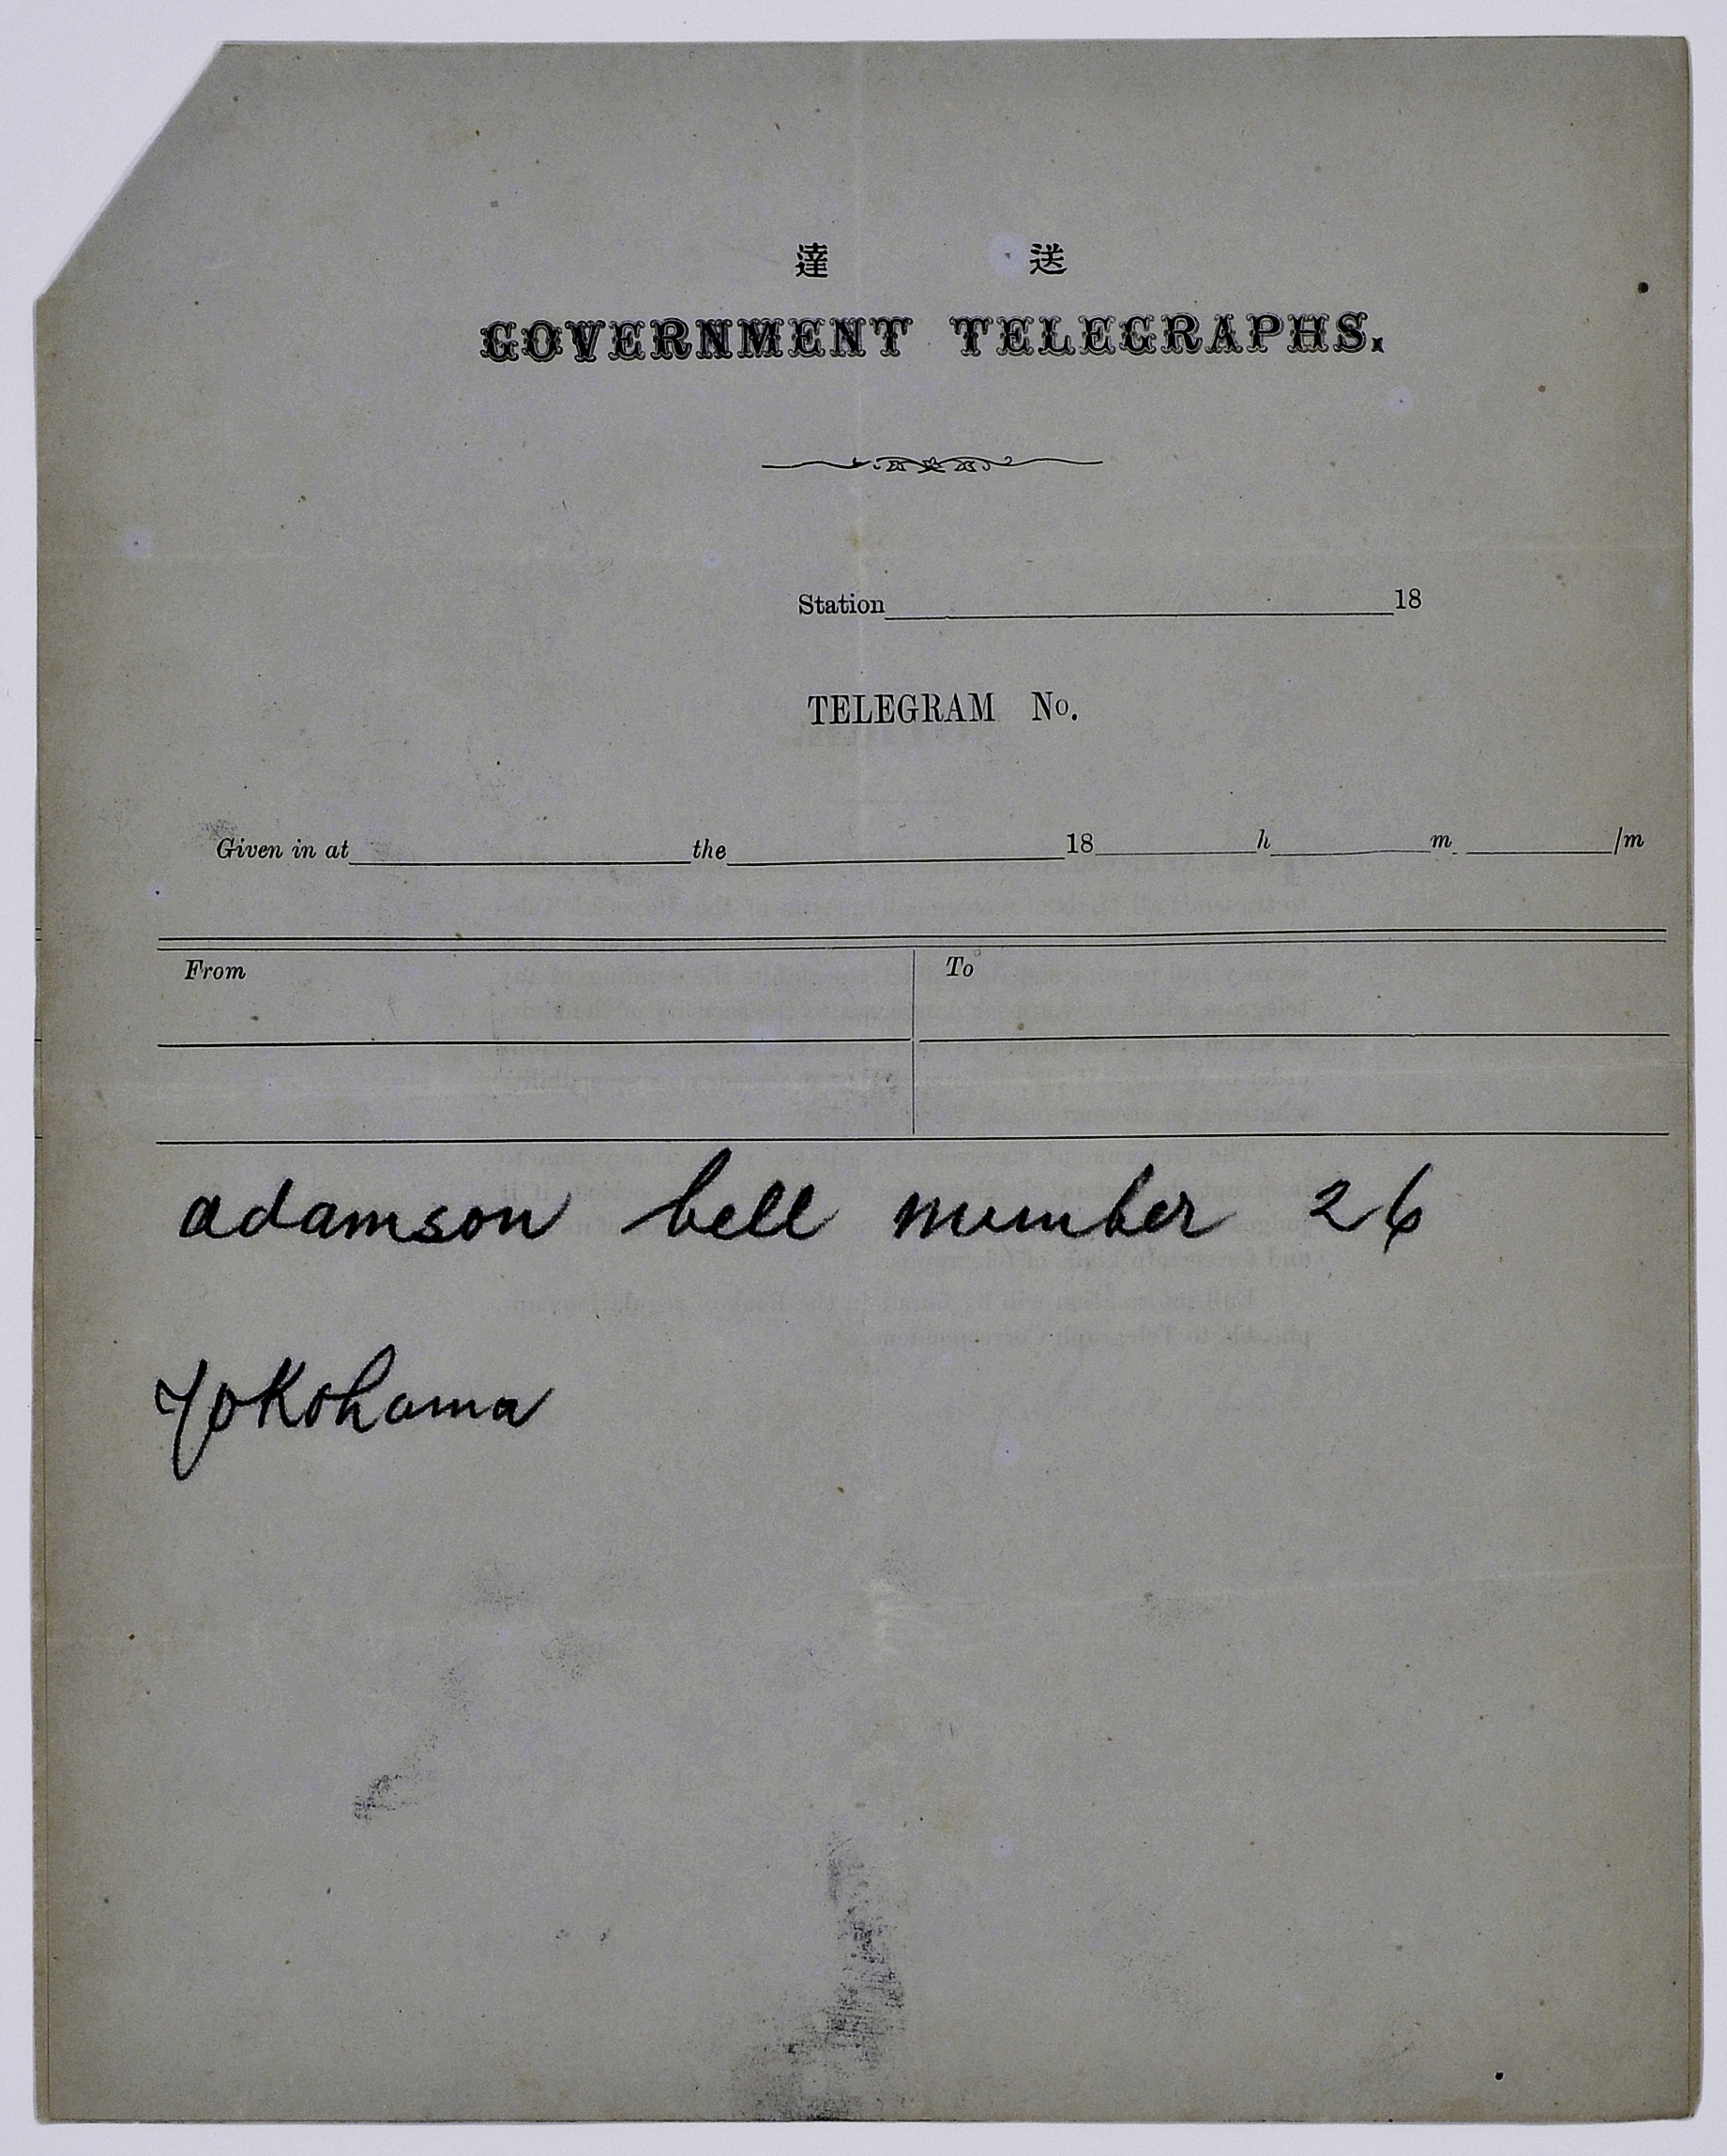 達 送
GOVERNMENT TELEGRAPHS.
Station 18
TELEGRAM No.
Given in at the 18 h m /m
From To
adamson bell number 26
Yokohama